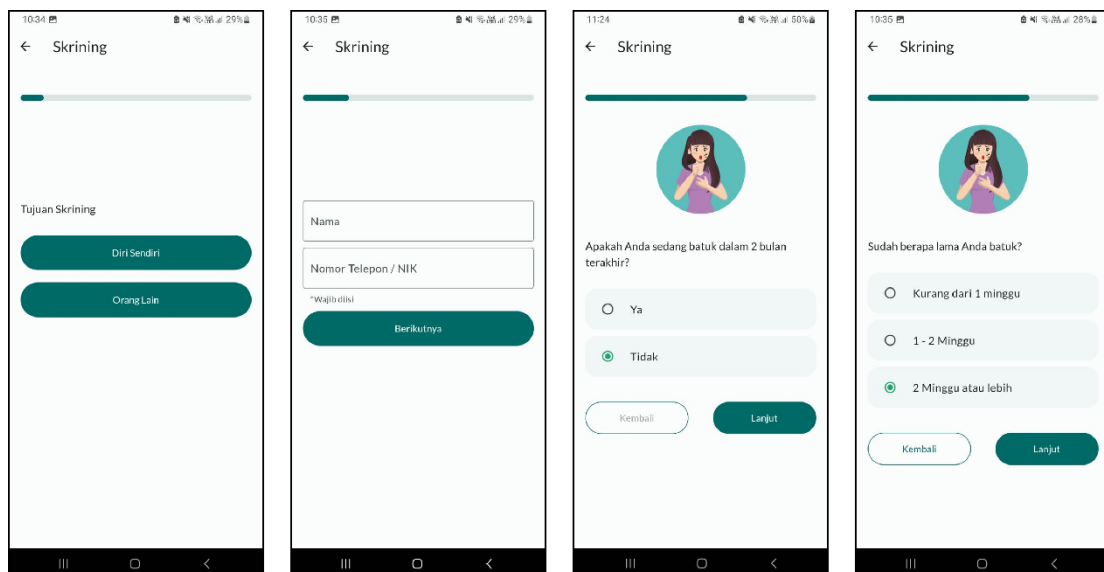 10:34 29%
Skrining
Tujuan Skrining
Diri Sendiri
Orang Lain
10:35 29%
Skrining
Nama
Nomor Telepon / NIK
*Wajib diisi
Berikutnya
11:24 50%
Skrining
Apakah Anda sedang batuk dalam 2 bulan
terakhir?
Ya
Tidak
Kembali
Lanjut
10:35 28%
Skrining
Sudah berapa lama Anda batuk?
Kurang dari 1 minggu
1 - 2 Minggu
2 Minggu atau lebih
Kembali
Lanjut